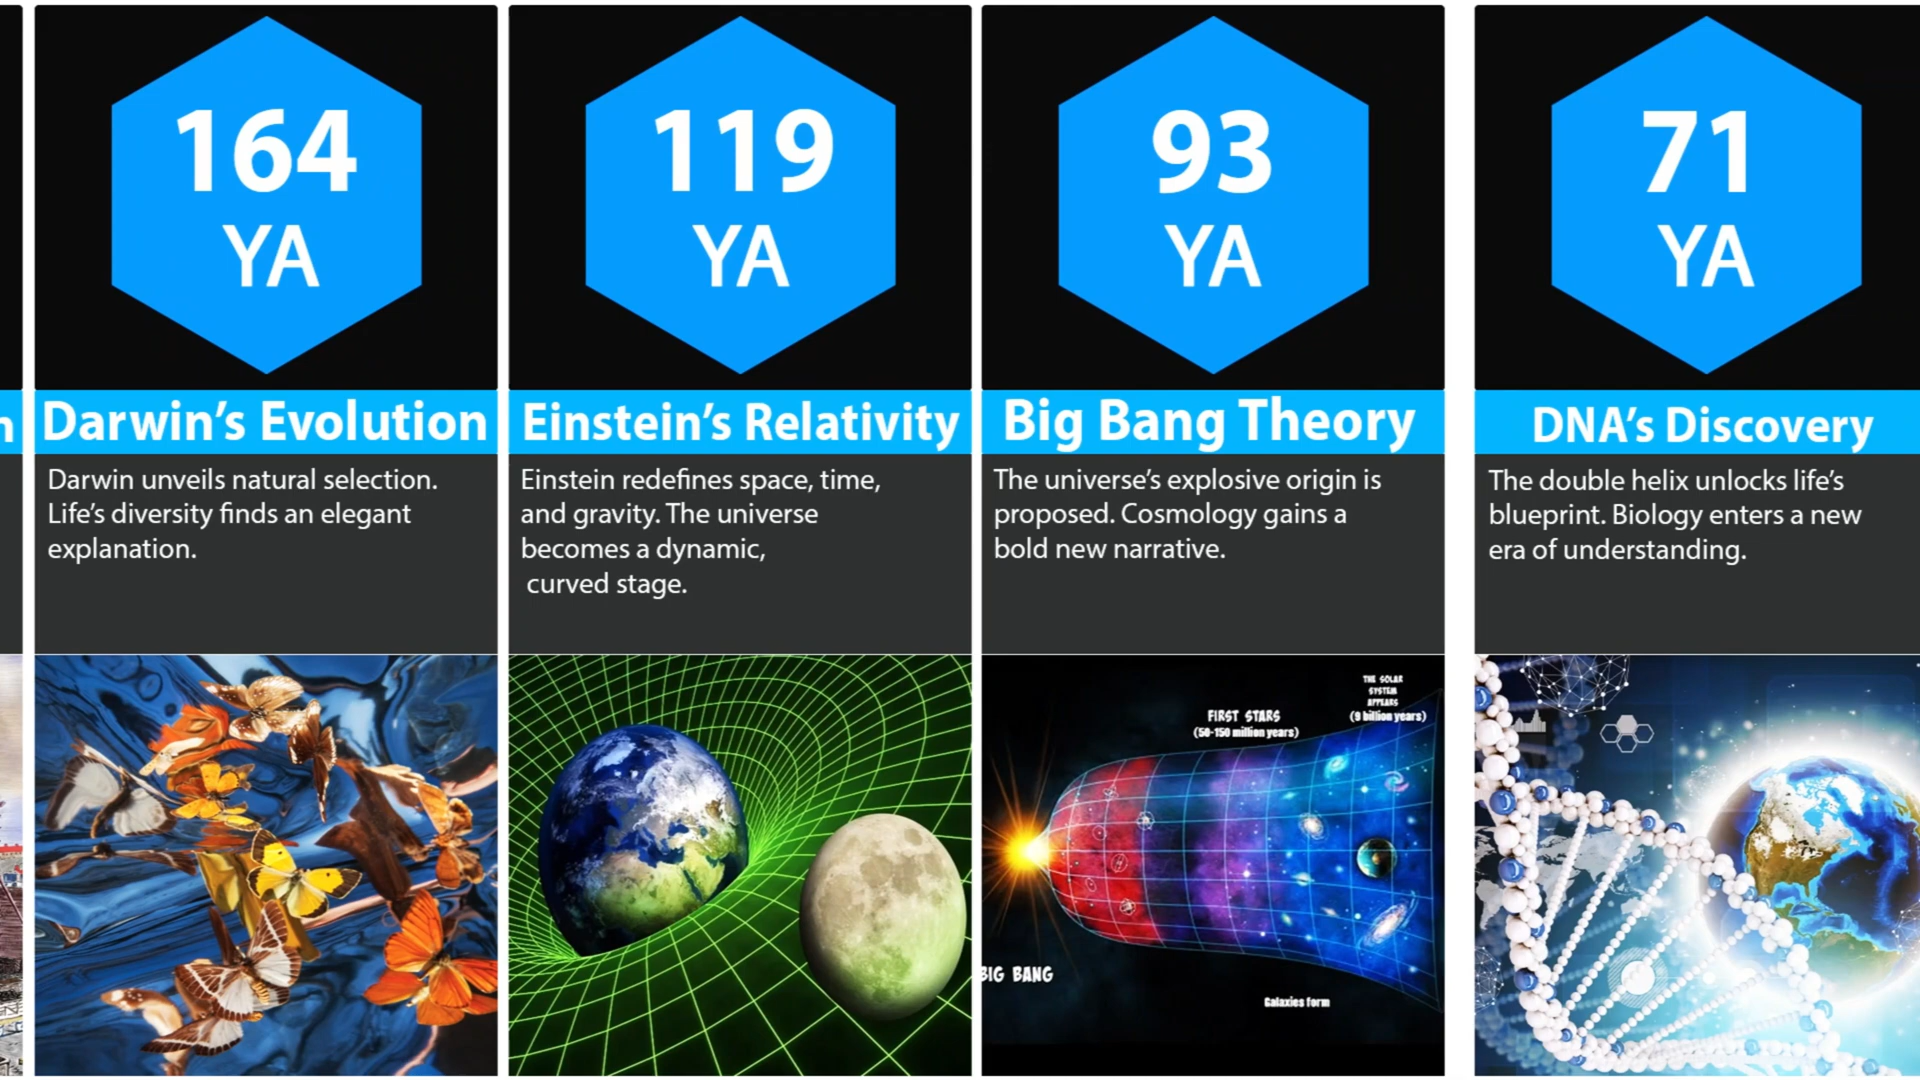 n
164
YA
Darwin’s Evolution
Darwin unveils natural selection.
Life’s diversity finds an elegant
explanation.
119
YA
Einstein’s Relativity
Einstein redefines space, time,
and gravity. The universe
becomes a dynamic,
curved stage.
93
YA
Big Bang Theory
The universe’s explosive origin is
proposed. Cosmology gains a
bold new narrative.
THE SOLAR
SYSTEM
APPEARS
(9 billion years)
FIRST STARS
(50-150 million years)
BIG BANG
Galaxies form
71
YA
DNA’s Discovery
The double helix unlocks life’s
blueprint. Biology enters a new
era of understanding.